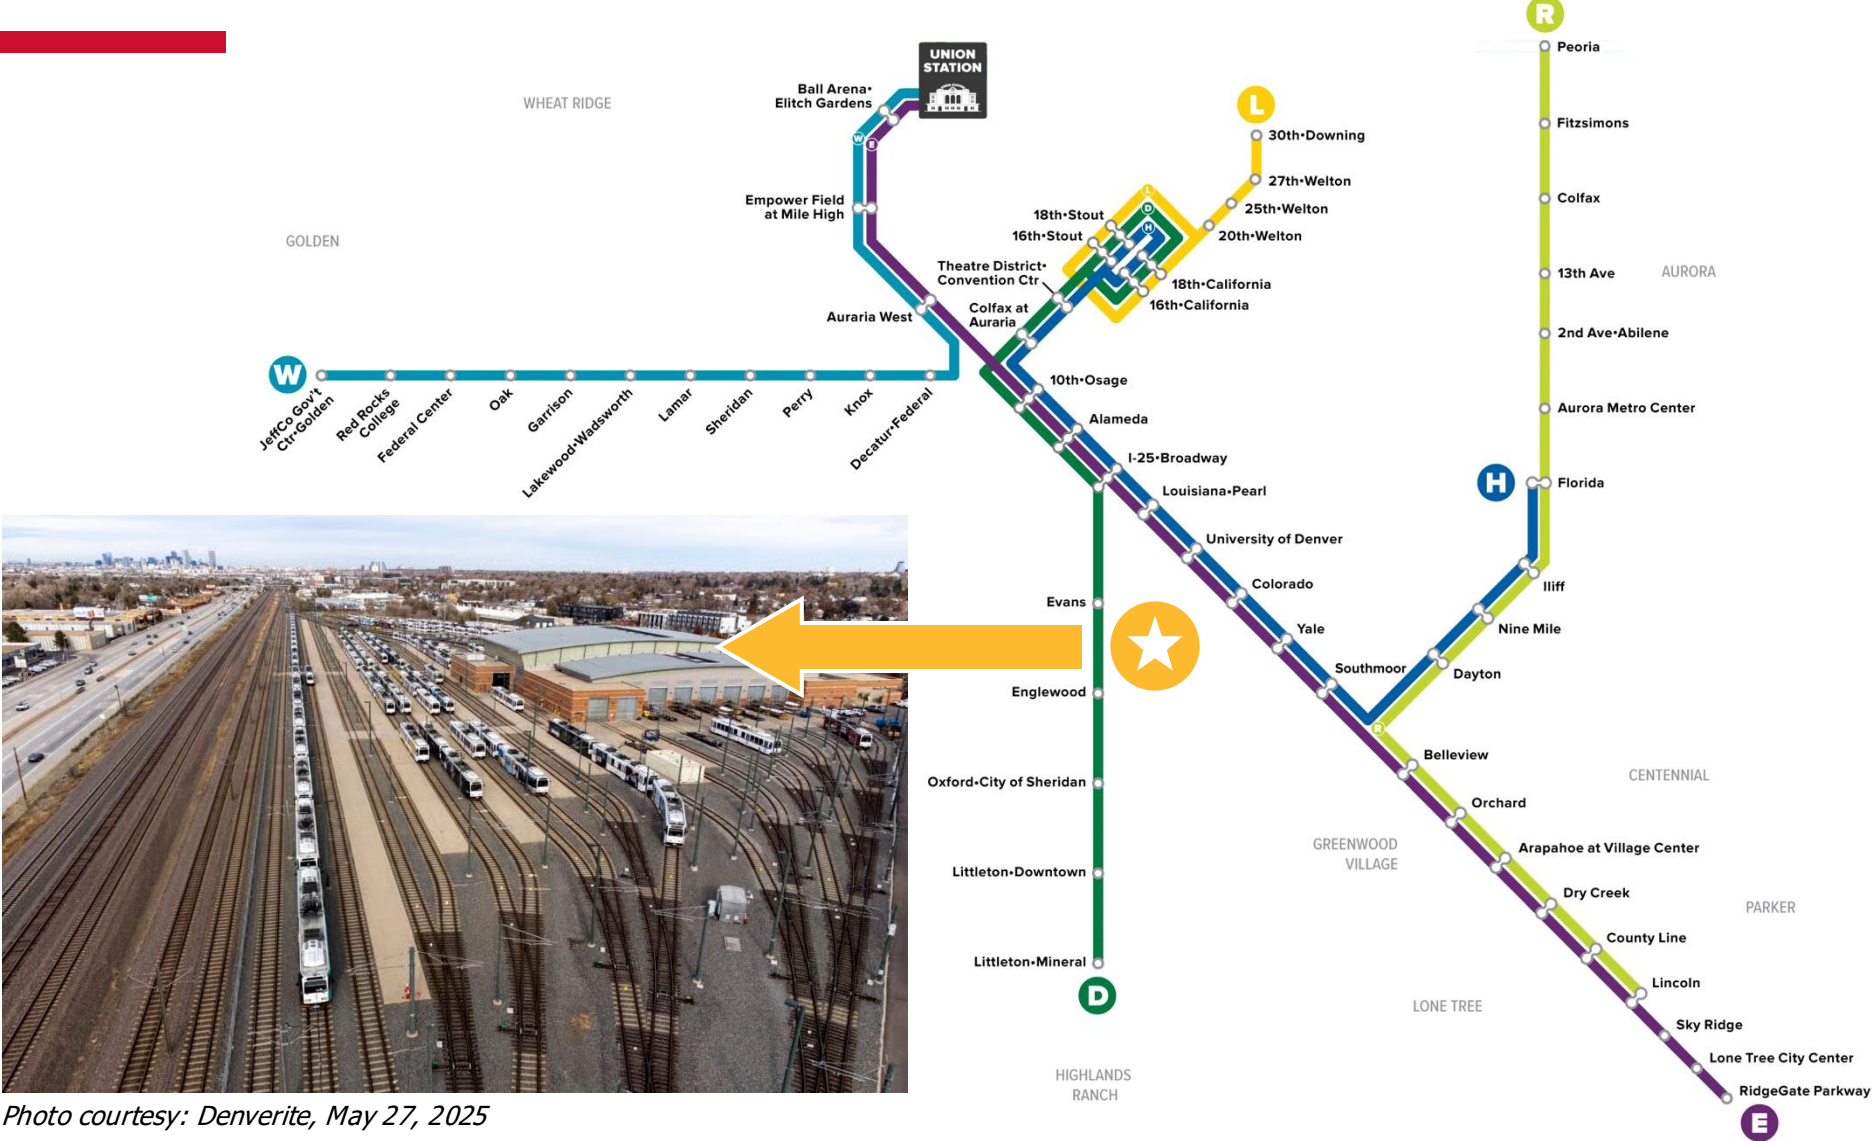 R
Peoria
UNION
STATION
Ball Arena•
Elitch Gardens
WHEAT RIDGE
L
30th•Downing
Fitzsimons
W
E
27th•Welton
L
Empower Field
at Mile High
D
25th•Welton
Colfax
18th•Stout
H
16th•Stout
20th•Welton
GOLDEN
Theatre District•
Convention Ctr
13th Ave
AURORA
18th•California
16th•California
Colfax at
Auraria
Auraria West
2nd Ave•Abilene
W
10th•Osage
JeffCo Gov't
Ctr•Golden
Red Rocks
College
Federal Center
Oak
Garrison
Lakewood•Wadsworth
Lamar
Sheridan
Perry
Knox
Decatur•Federal
Aurora Metro Center
Alameda
I-25•Broadway
H
Florida
Louisiana•Pearl
University of Denver
Colorado
Iliff
Evans
Yale
Nine Mile
Southmoor
Dayton
Englewood
R
Belleview
Oxford•City of Sheridan
CENTENNIAL
Orchard
GREENWOOD
VILLAGE
Arapahoe at Village Center
Littleton•Downtown
Dry Creek
PARKER
County Line
Littleton•Mineral
Lincoln
D
LONE TREE
Sky Ridge
Lone Tree City Center
HIGHLANDS
RANCH
RidgeGate Parkway
E
Photo courtesy: Denverite, May 27, 2025